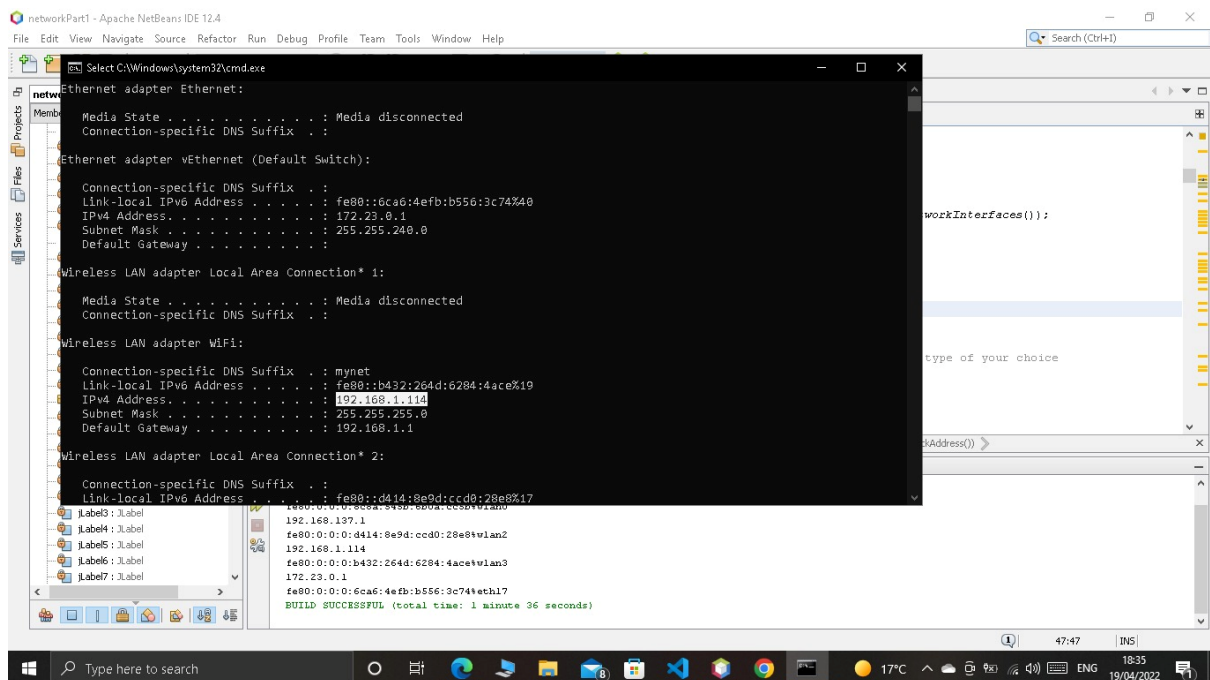 networkPart1 - Apache NetBeans IDE 12.4
File Edit View Navigate Source Refactor Run Debug Profile Team Tools Window Help
Search (Ctrl+I)
Select C:\Windows\system32\cmd.exe
Ethernet adapter Ethernet:
Media State . . . . . . . . . . . : Media disconnected
Connection-specific DNS Suffix . :
Ethernet adapter vEthernet (Default Switch):
Connection-specific DNS Suffix . :
Link-local IPv6 Address . . . . . : fe80::6ca6:4efb:b556:3c74%40
IPv4 Address. . . . . . . . . . . : 172.23.0.1
Subnet Mask . . . . . . . . . . . : 255.255.240.0
Default Gateway . . . . . . . . . :
Wireless LAN adapter Local Area Connection* 1:
Media State . . . . . . . . . . . : Media disconnected
Connection-specific DNS Suffix . :
Wireless LAN adapter WiFi:
Connection-specific DNS Suffix . : mynet
Link-local IPv6 Address . . . . . : fe80::b432:264d:6284:4ace%19
IPv4 Address. . . . . . . . . . . : 192.168.1.114
Subnet Mask . . . . . . . . . . . : 255.255.255.0
Default Gateway . . . . . . . . . : 192.168.1.1
Wireless LAN adapter Local Area Connection* 2:
Connection-specific DNS Suffix . :
Link-local IPv6 Address . . . . . : fe80::d414:8e9d:ccd0:28e8%17
Projects
Files
Services
netw
Memb
workInterfaces());
type of your choice
kAddress())
jLabel3 : JLabel
jLabel4 : JLabel
jLabel5 : JLabel
jLabel6 : JLabel
jLabel7 : JLabel
192.168.137.1
fe80:0:0:0:d414:8e9d:ccd0:28e8%wlan2
192.168.1.114
fe80:0:0:0:b432:264d:6284:4ace%wlan3
172.23.0.1
fe80:0:0:0:6ca6:4efb:b556:3c74%eth17
BUILD SUCCESSFUL (total time: 1 minute 36 seconds)
1
47:47
INS
Type here to search
8
17°C
ENG
18:35
19/04/2022
1